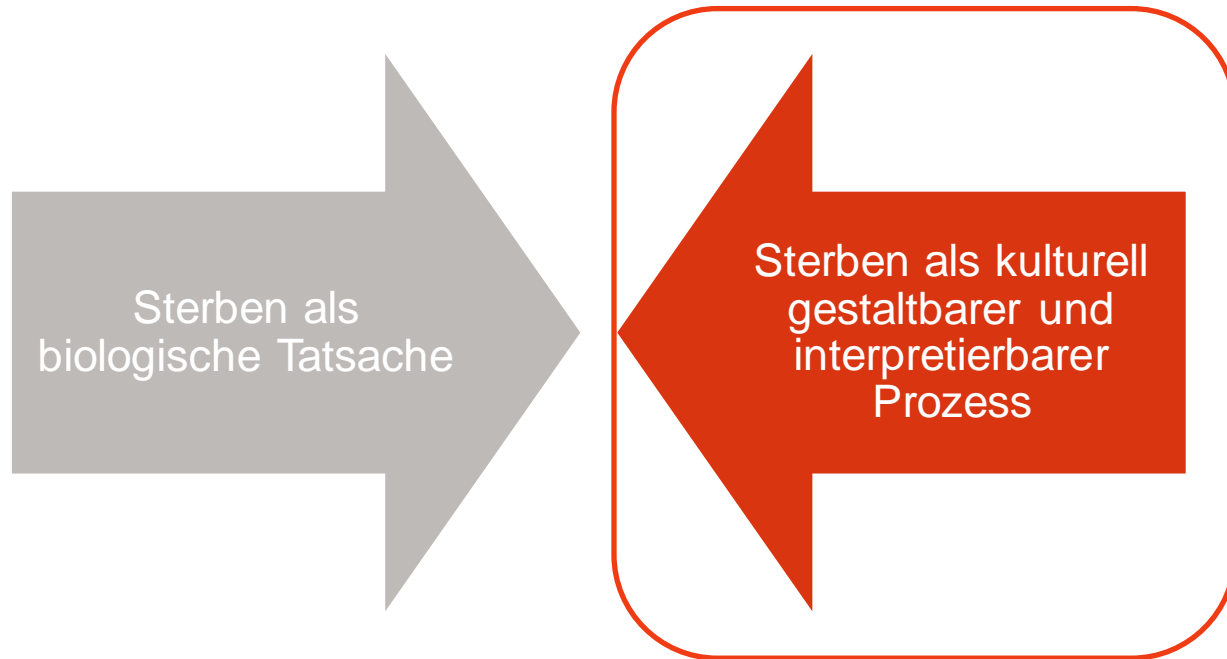 Sterben als
biologische Tatsache
Sterben als kulturell
gestaltbarer und
interpretierbarer
Prozess